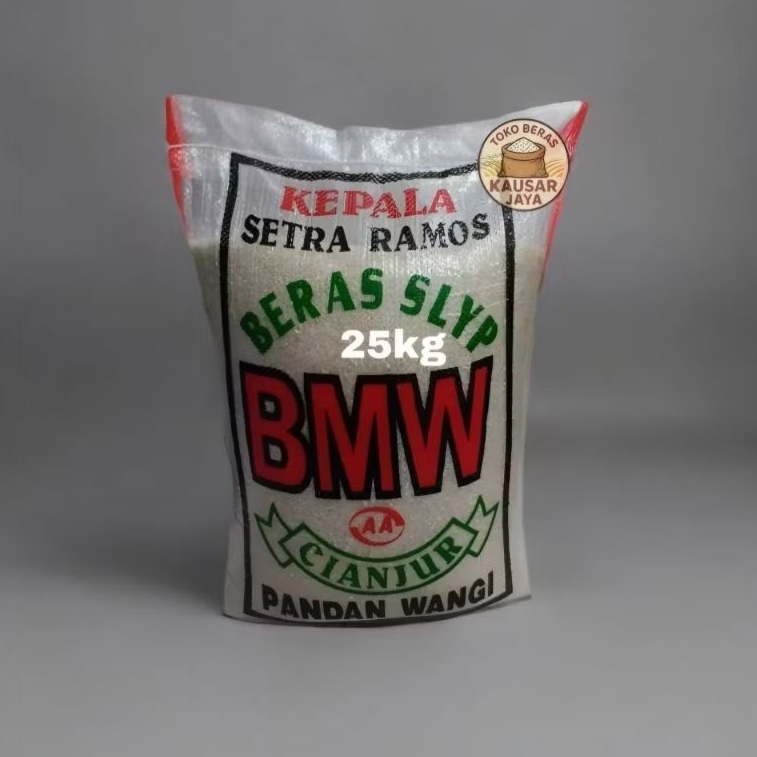 TOKO BERAS
KAUSAR
JAYA
KEPALA
SETRA RAMOS
BERAS SLYP
25kg
BMW
AA
CIANJUR
PANDAN WANGI